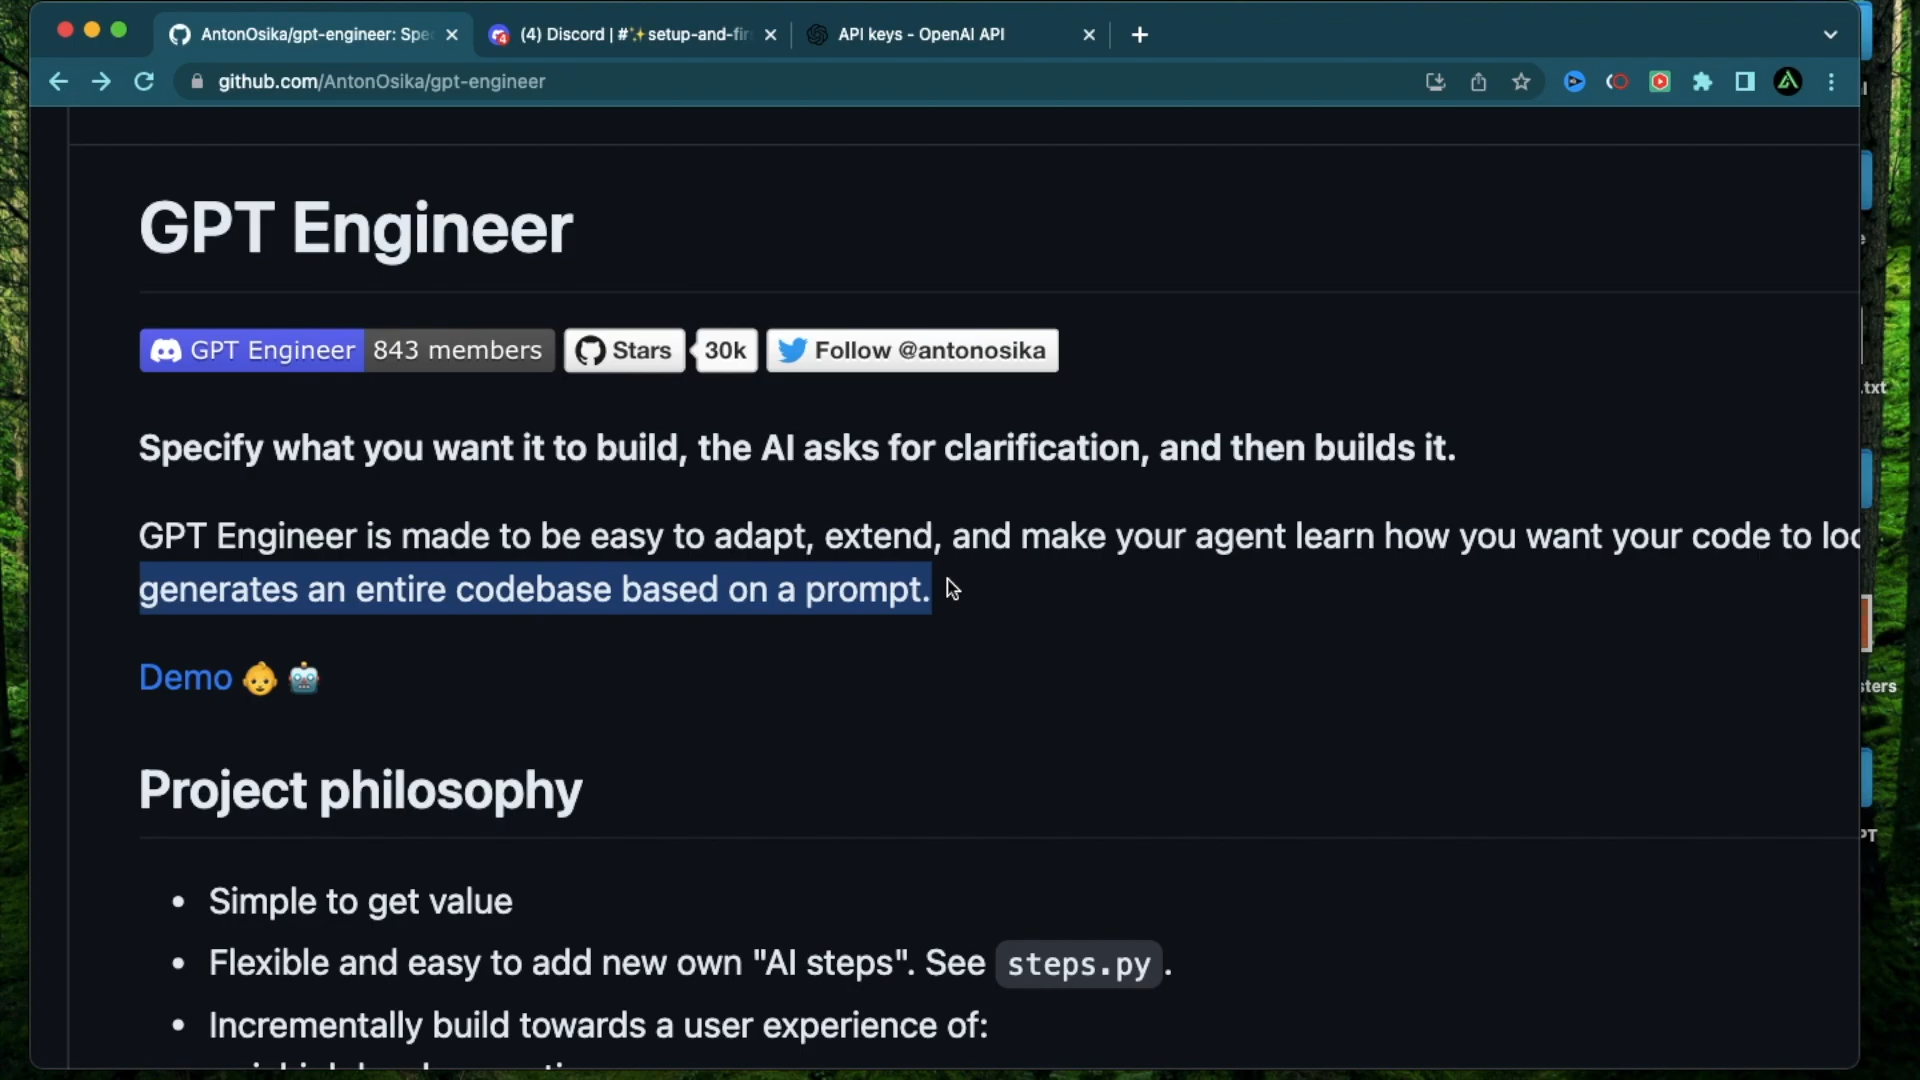 AntonOsika/gpt-engineer: Spe
(4) Discord | #✨setup-and-fir
API keys - OpenAI API
github.com/AntonOsika/gpt-engineer
GPT Engineer
GPT Engineer 843 members Stars 30k Follow @antonosika
.txt
Specify what you want it to build, the AI asks for clarification, and then builds it.
GPT Engineer is made to be easy to adapt, extend, and make your agent learn how you want your code to loo
generates an entire codebase based on a prompt.
Demo 👶 🤖
sters
Project philosophy
PT
• Simple to get value
• Flexible and easy to add new own "AI steps". See steps.py.
• Incrementally build towards a user experience of: